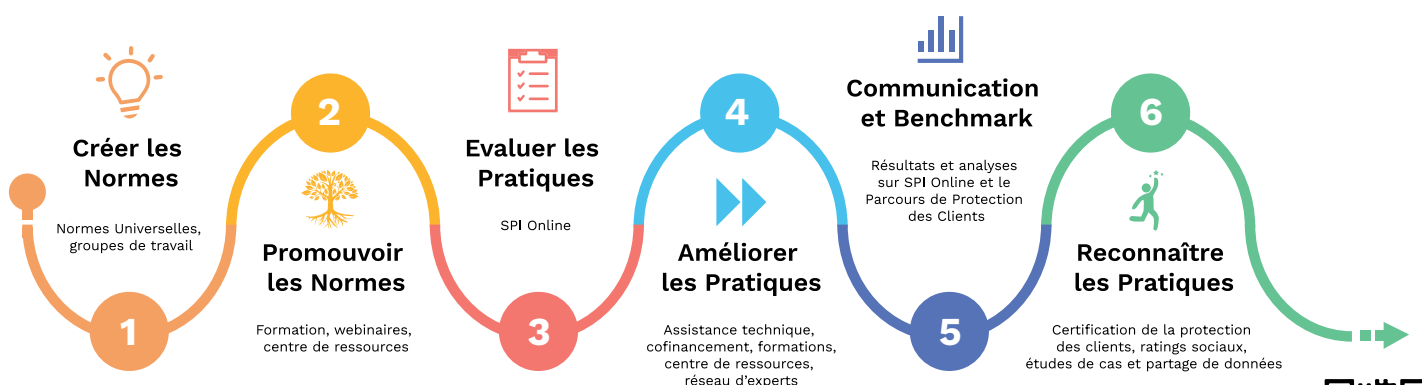 Créer les
Normes
Normes Universelles,
groupes de travail
1
2
Promouvoir
les Normes
Formation, webinaires,
centre de ressources
Evaluer les
Pratiques
SPI Online
3
4
Améliorer
les Pratiques
Assistance technique,
cofinancement, formations,
centre de ressources,
réseau d’experts
Communication
et Benchmark
Résultats et analyses
sur SPI Online et le
Parcours de Protection
des Clients
5
6
Reconnaître
les Pratiques
Certification de la protection
des clients, ratings sociaux,
études de cas et partage de données